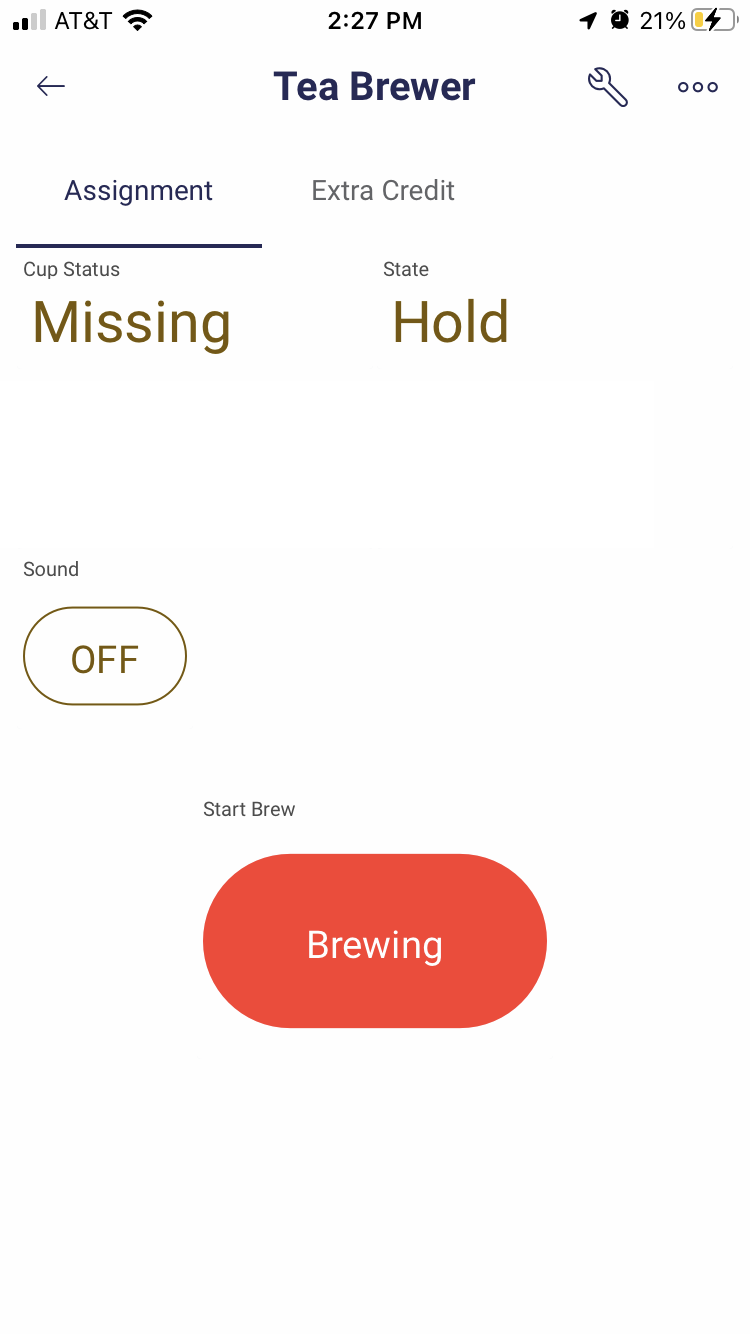 AT&T 2:27 PM 21%
Tea Brewer
Assignment Extra Credit
Cup Status State
Missing Hold
Sound
OFF
Start Brew
Brewing